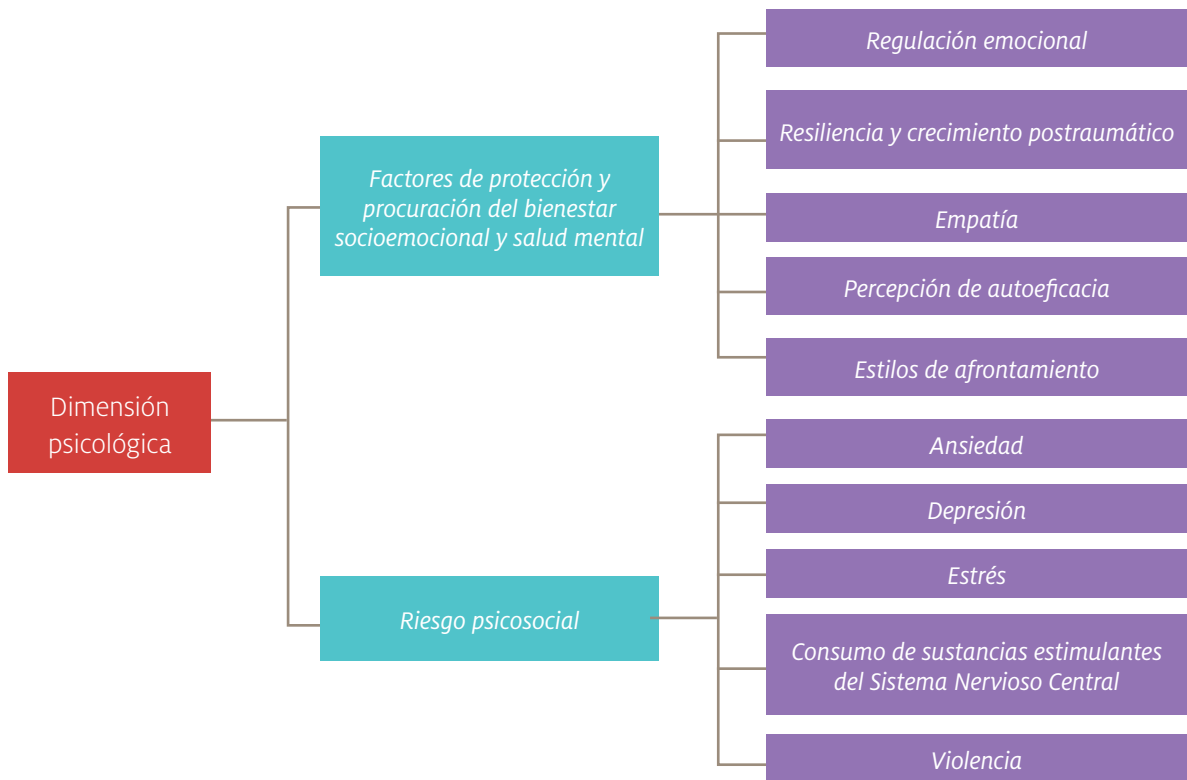 Dimensión
psicológica
Factores de protección y
procuración del bienestar
socioemocional y salud mental
Regulación emocional
Resiliencia y crecimiento postraumático
Empatía
Percepción de autoeficacia
Estilos de afrontamiento
Riesgo psicosocial
Ansiedad
Depresión
Estrés
Consumo de sustancias estimulantes
del Sistema Nervioso Central
Violencia